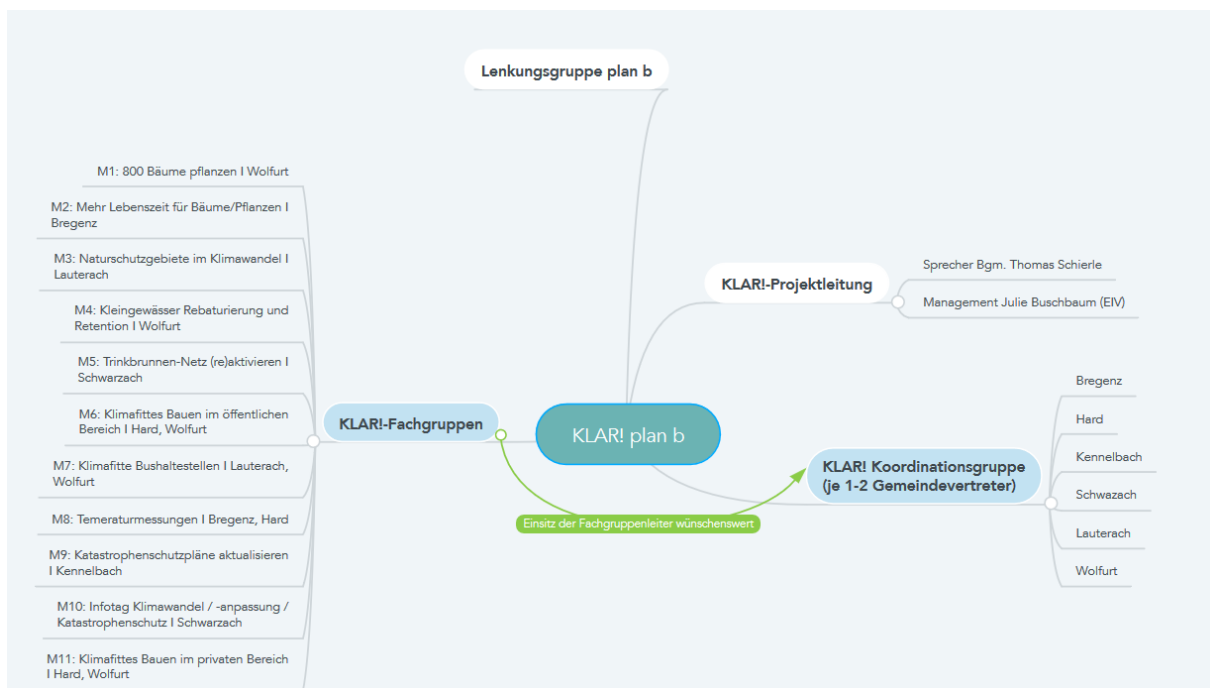 Lenkungsgruppe plan b
M1: 800 Bäume pflanzen I Wolfurt
M2: Mehr Lebenszeit für Bäume/Pflanzen I
Bregenz
M3: Naturschutzgebiete im Klimawandel I
Lauterach
M4: Kleingewässer Rebaturierung und
Retention I Wolfurt
M5: Trinkbrunnen-Netz (re)aktivieren I
Schwarzach
M6: Klimafittes Bauen im öffentlichen
Bereich I Hard, Wolfurt
M7: Klimafitte Bushaltestellen I Lauterach,
Wolfurt
M8: Temeraturmessungen I Bregenz, Hard
M9: Katastrophenschutzpläne aktualisieren
I Kennelbach
M10: Infotag Klimawandel / -anpassung /
Katastrophenschutz I Schwarzach
M11: Klimafittes Bauen im privaten Bereich
I Hard, Wolfurt
KLAR!-Fachgruppen
KLAR! plan b
Einsitz der Fachgruppenleiter wünschenswert
KLAR!-Projektleitung
Sprecher Bgm. Thomas Schierle
Management Julie Buschbaum (EIV)
KLAR! Koordinationsgruppe
(je 1-2 Gemeindevertreter)
Bregenz
Hard
Kennelbach
Schwazach
Lauterach
Wolfurt